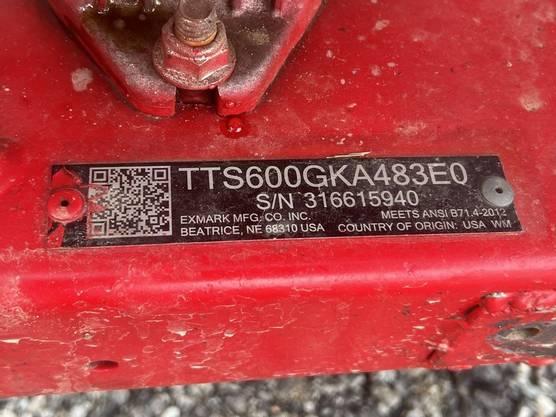 TTS600GKA483E0
S/N 316615940
EXMARK MFG. CO. INC. MEETS ANSI B71.4-2012
BEATRICE, NE 68310 USA COUNTRY OF ORIGIN: USA WM